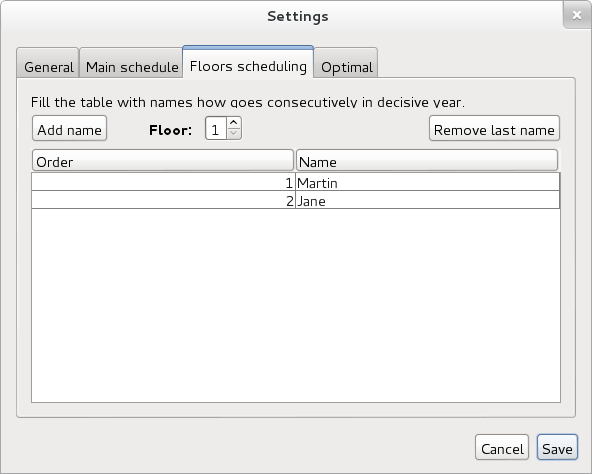 Settings
General Main schedule Floors scheduling Optimal
Fill the table with names how goes consecutively in decisive year.
Add name Floor: 1 Remove last name
Order Name
1 Martin
2 Jane
Cancel Save